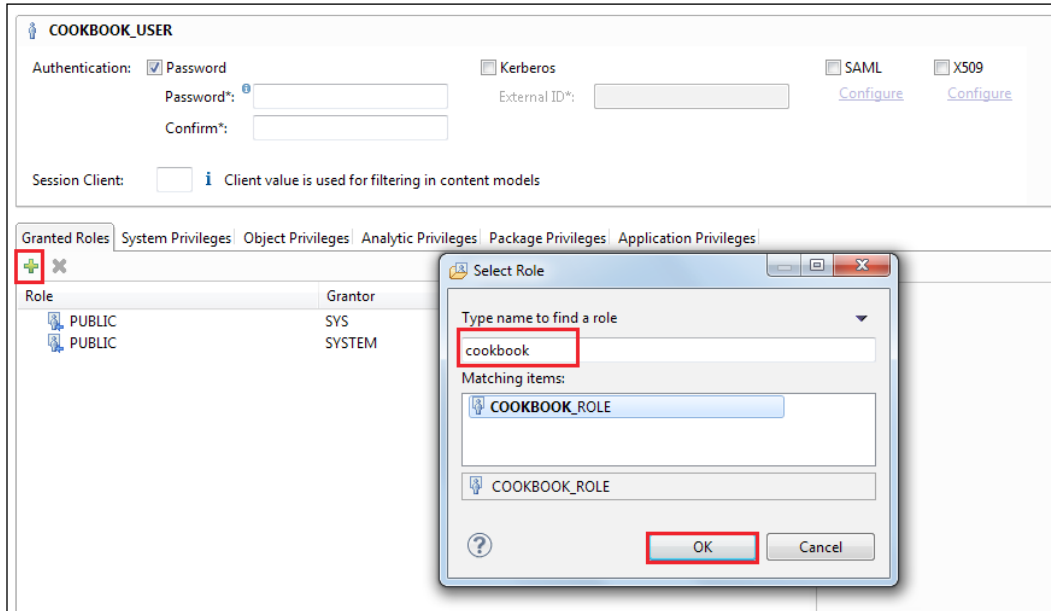 COOKBOOK_USER
Authentication: Password Kerberos SAML X509
Password*: External ID*: Configure Configure
Confirm*:
Session Client: i Client value is used for filtering in content models
Granted Roles System Privileges Object Privileges Analytic Privileges Package Privileges Application Privileges
Role Grantor
PUBLIC SYS
PUBLIC SYSTEM
Select Role
Type name to find a role
cookbook
Matching items:
COOKBOOK_ROLE
COOKBOOK_ROLE
? OK Cancel